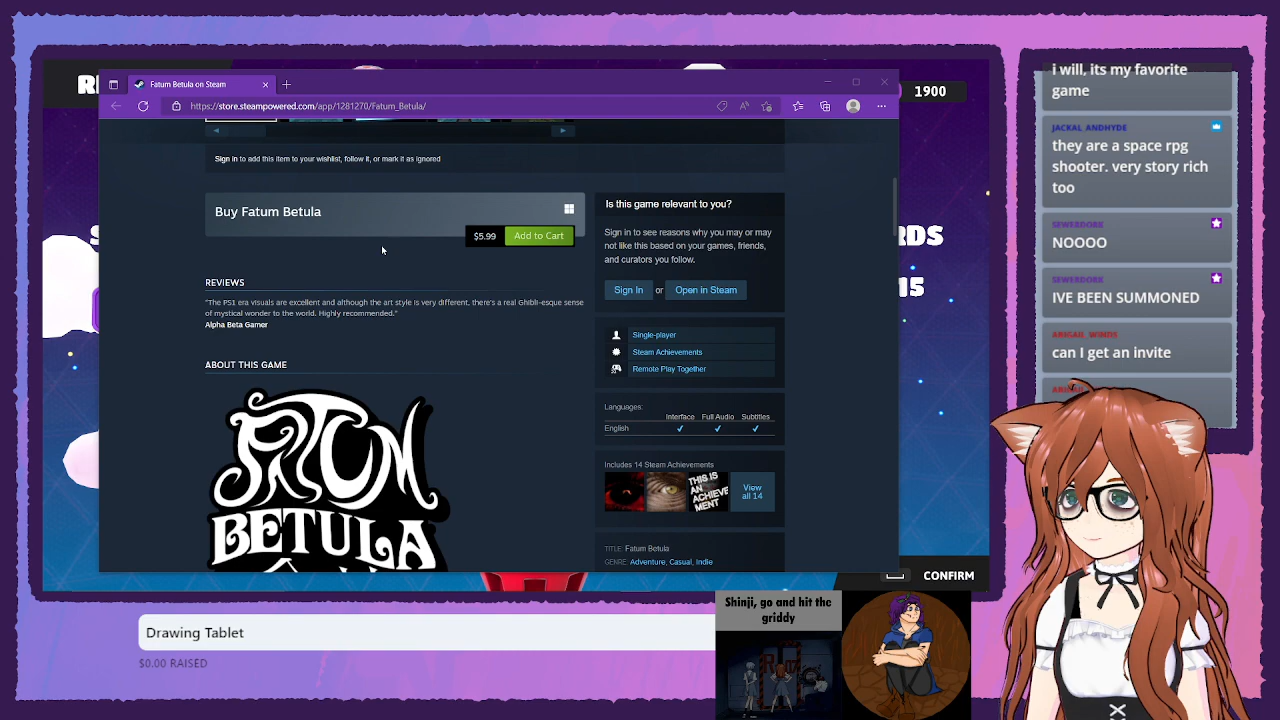 Fatum Betula on Steam
https://store.steampowered.com/app/1281270/Fatum_Betula/
1900
Sign in to add this item to your wishlist, follow it, or mark it as ignored
Buy Fatum Betula
$5.99
Add to Cart
REVIEWS
"The PS1 era visuals are excellent and although the art style is very different, there's a real Ghibli-esque sense
of mystical wonder to the world. Highly recommended."
Alpha Beta Gamer
ABOUT THIS GAME
FATUM
BETULA
Is this game relevant to you?
Sign in to see reasons why you may or may
not like this based on your games, friends,
and curators you follow.
Sign In
or
Open in Steam
Single-player
Steam Achievements
Remote Play Together
Languages:
Interface
Full Audio
Subtitles
English
Includes 14 Steam Achievements
THIS IS
AN
ACHIEVE
MENT
View
all 14
TITLE: Fatum Betula
GENRE: Adventure, Casual, Indie
RDS
15
CONFIRM
i will, its my favorite
game
JACKAL_ANDHYDE
they are a space rpg
shooter. very story rich
too
SEWERDORK
NOOOO
SEWERDORK
IVE BEEN SUMMONED
ABIGAIL_WINDS
can I get an invite
Drawing Tablet
$0.00 RAISED
Shinji, go and hit the
griddy